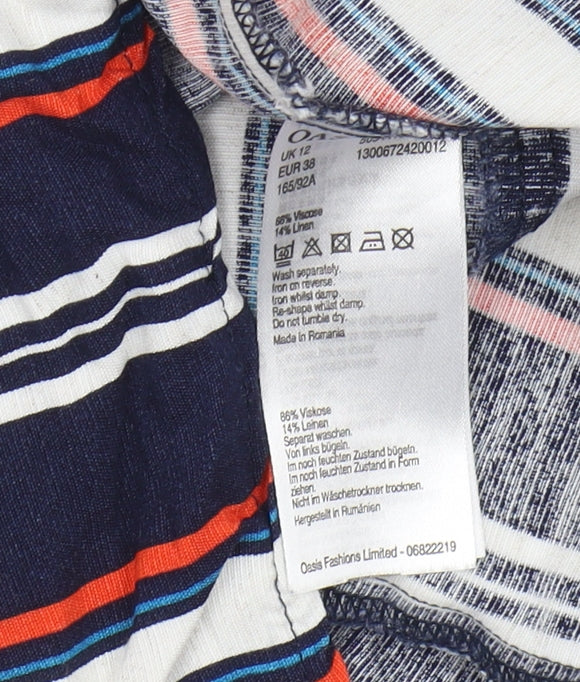 UK 12
EUR 38
165/92A
1300672420012
86% Viscose
14% Linen
40
Wash separately.
Iron on reverse.
Iron whilst damp.
Re-shape whilst damp.
Do not tumble dry.
Made in Romania
86% Viskose
14% Leinen
Separat waschen.
Von links bügeln.
Im noch feuchten Zustand bügeln.
Im noch feuchten Zustand in Form
ziehen.
Nicht im Wäschetrockner trocknen.
Hergestellt in Rumänien
Oasis Fashions Limited - 06822219